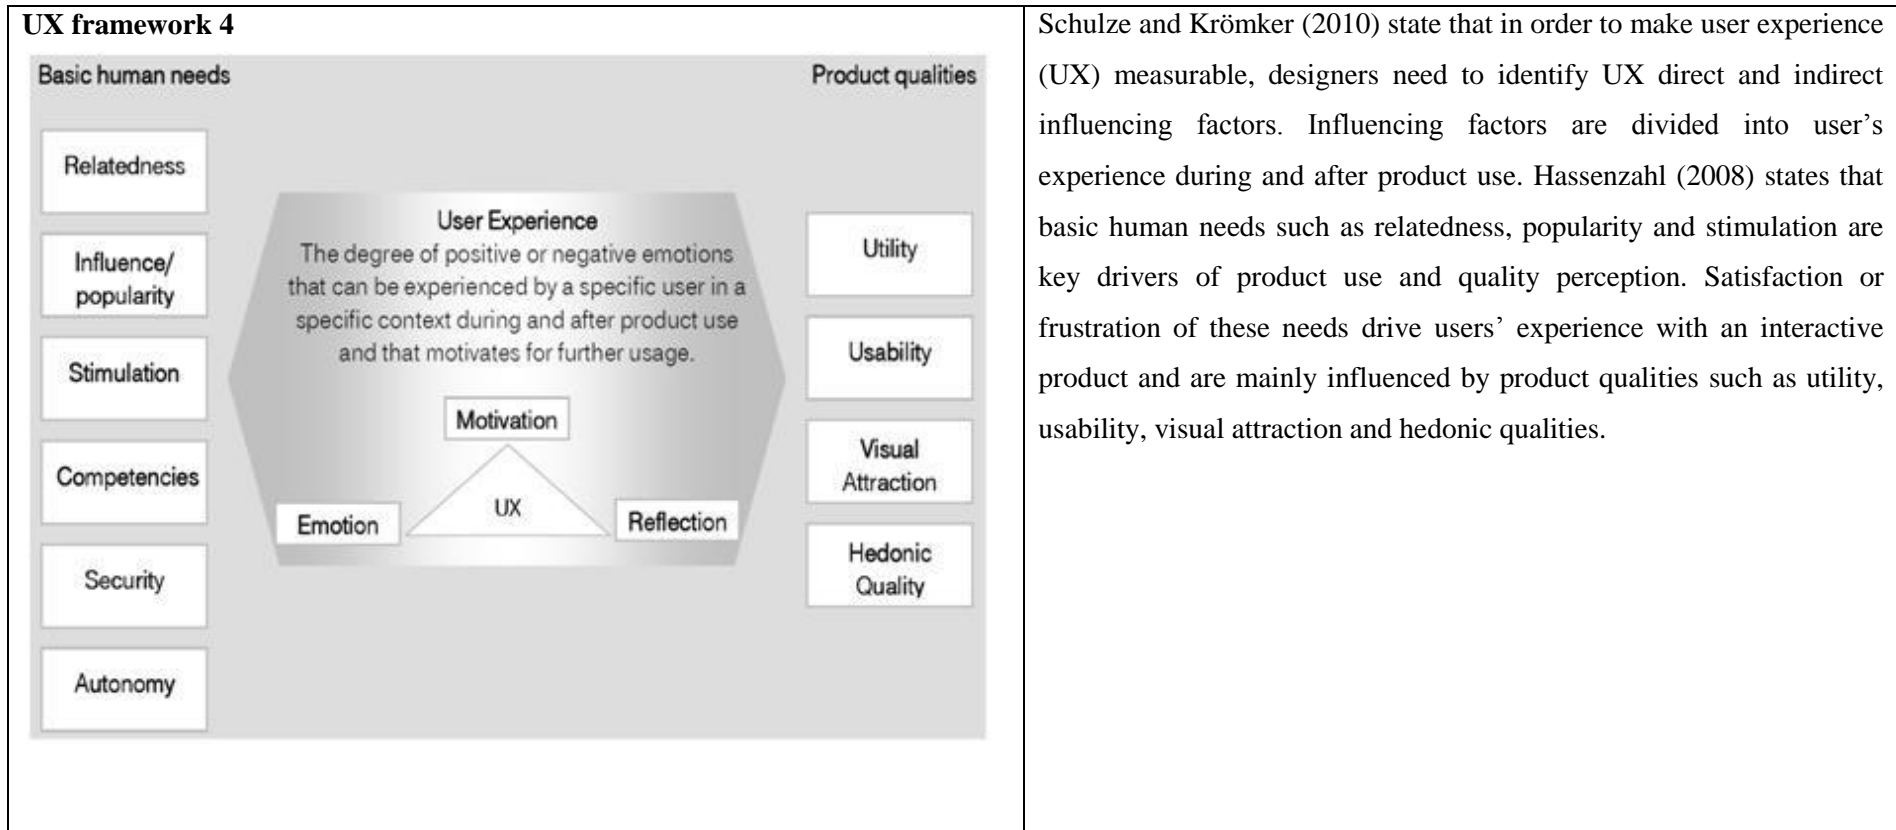 UX framework 4
Basic human needs
Relatedness
Influence/
popularity
Stimulation
Competencies
Security
Autonomy
User Experience
The degree of positive or negative emotions
that can be experienced by a specific user in a
specific context during and after product use
and that motivates for further usage.
Motivation
UX
Emotion
Reflection
Product qualities
Utility
Usability
Visual
Attraction
Hedonic
Quality
Schulze and Krömker (2010) state that in order to make user experience
(UX) measurable, designers need to identify UX direct and indirect
influencing factors. Influencing factors are divided into user’s
experience during and after product use. Hassenzahl (2008) states that
basic human needs such as relatedness, popularity and stimulation are
key drivers of product use and quality perception. Satisfaction or
frustration of these needs drive users’ experience with an interactive
product and are mainly influenced by product qualities such as utility,
usability, visual attraction and hedonic qualities.